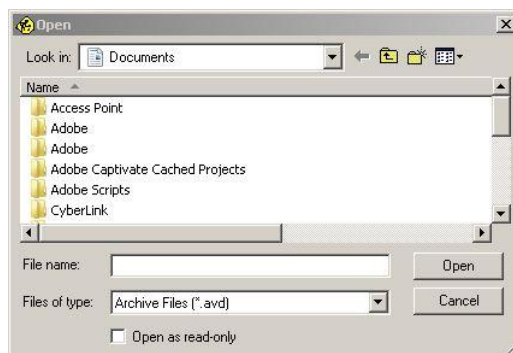 Open
Look in: Documents
Name
Access Point
Adobe
Adobe
Adobe Captivate Cached Projects
Adobe Scripts
CyberLink
File name:
Open
Files of type: Archive Files (*.avd)
Cancel
Open as read-only